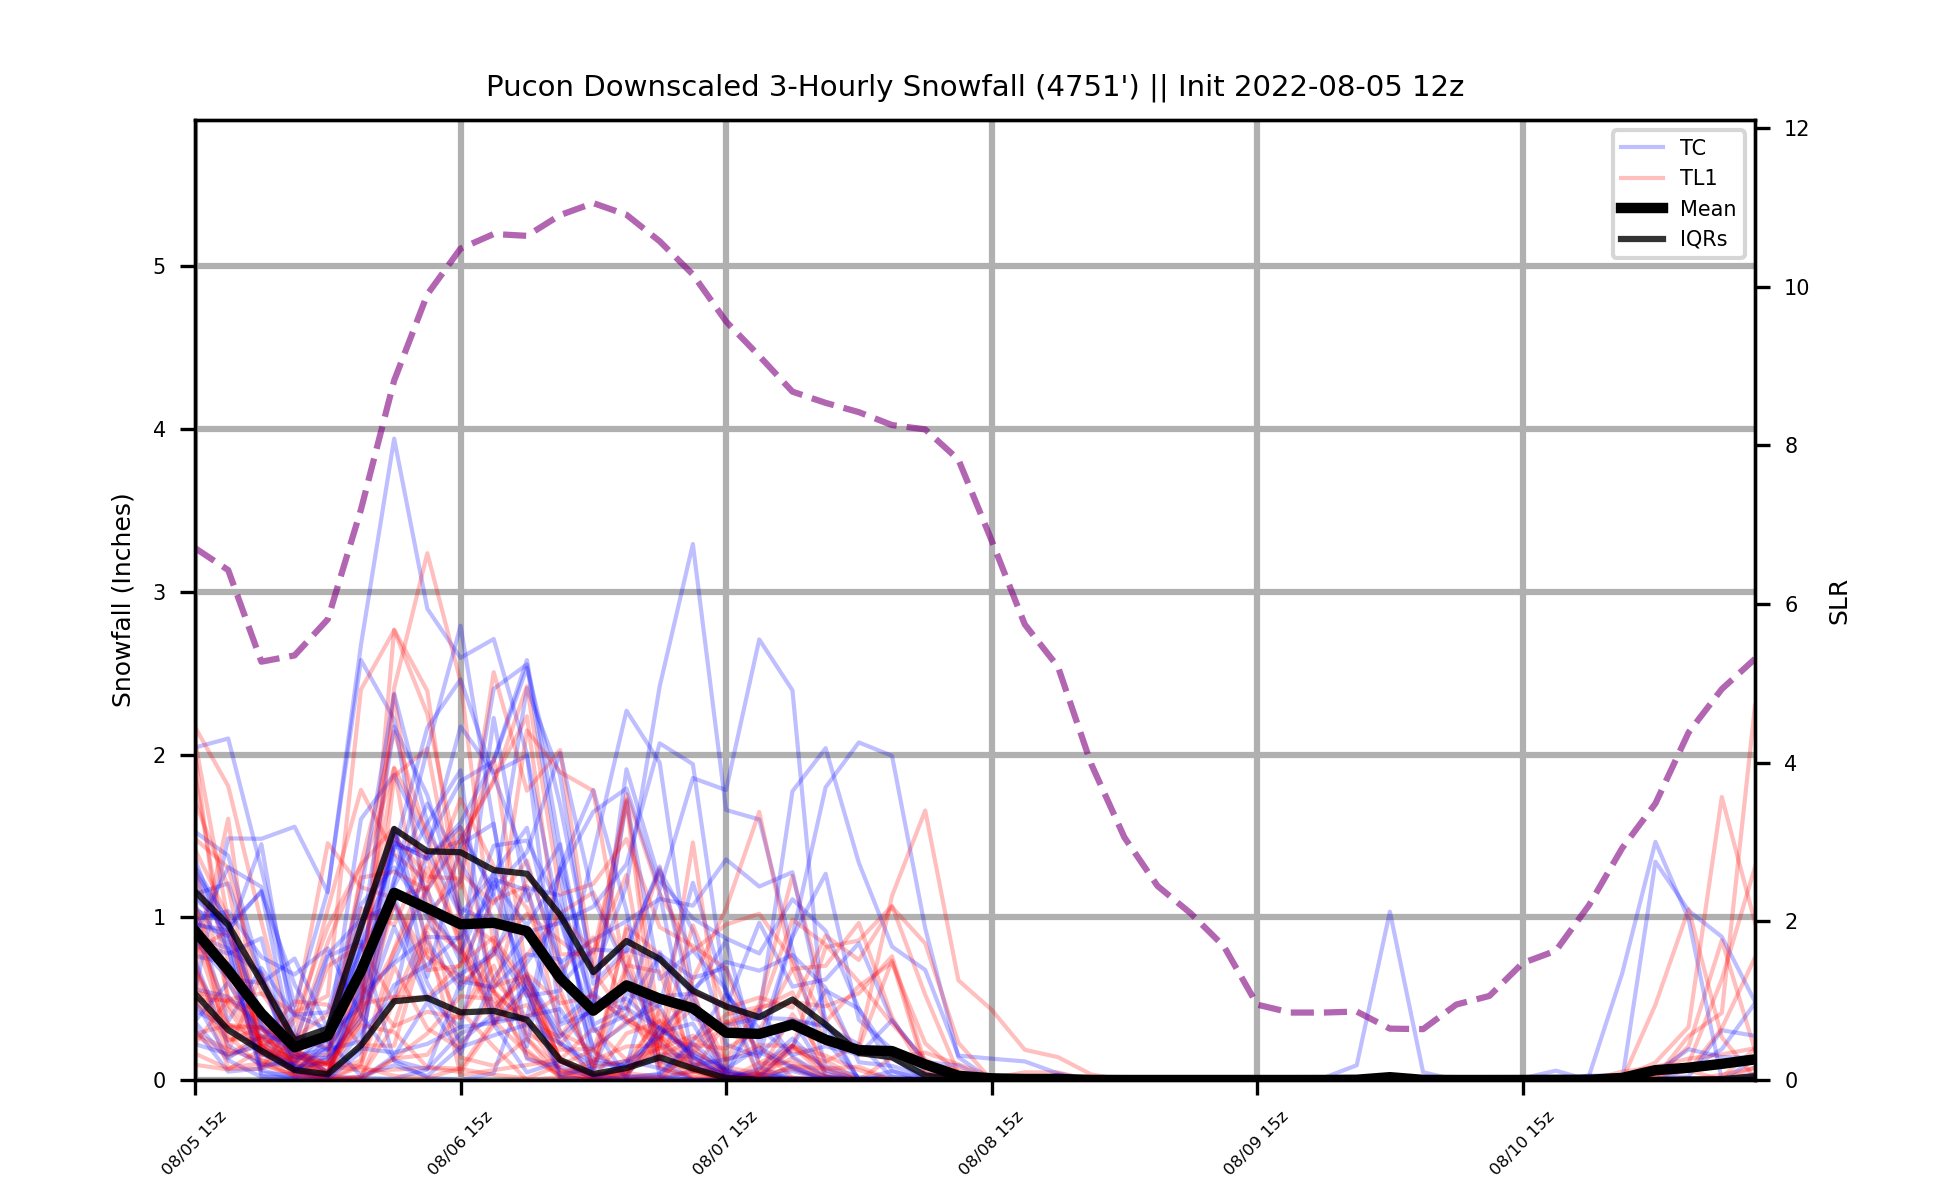 Pucon Downscaled 3-Hourly Snowfall (4751') || Init 2022-08-05 12z
TC
TL1
Mean
IQRs
Snowfall (Inches)
5
4
3
2
1
0
12
10
8
6
4
2
0
SLR
08/05 15z
08/06 15z
08/07 15z
08/08 15z
08/09 15z
08/10 15z